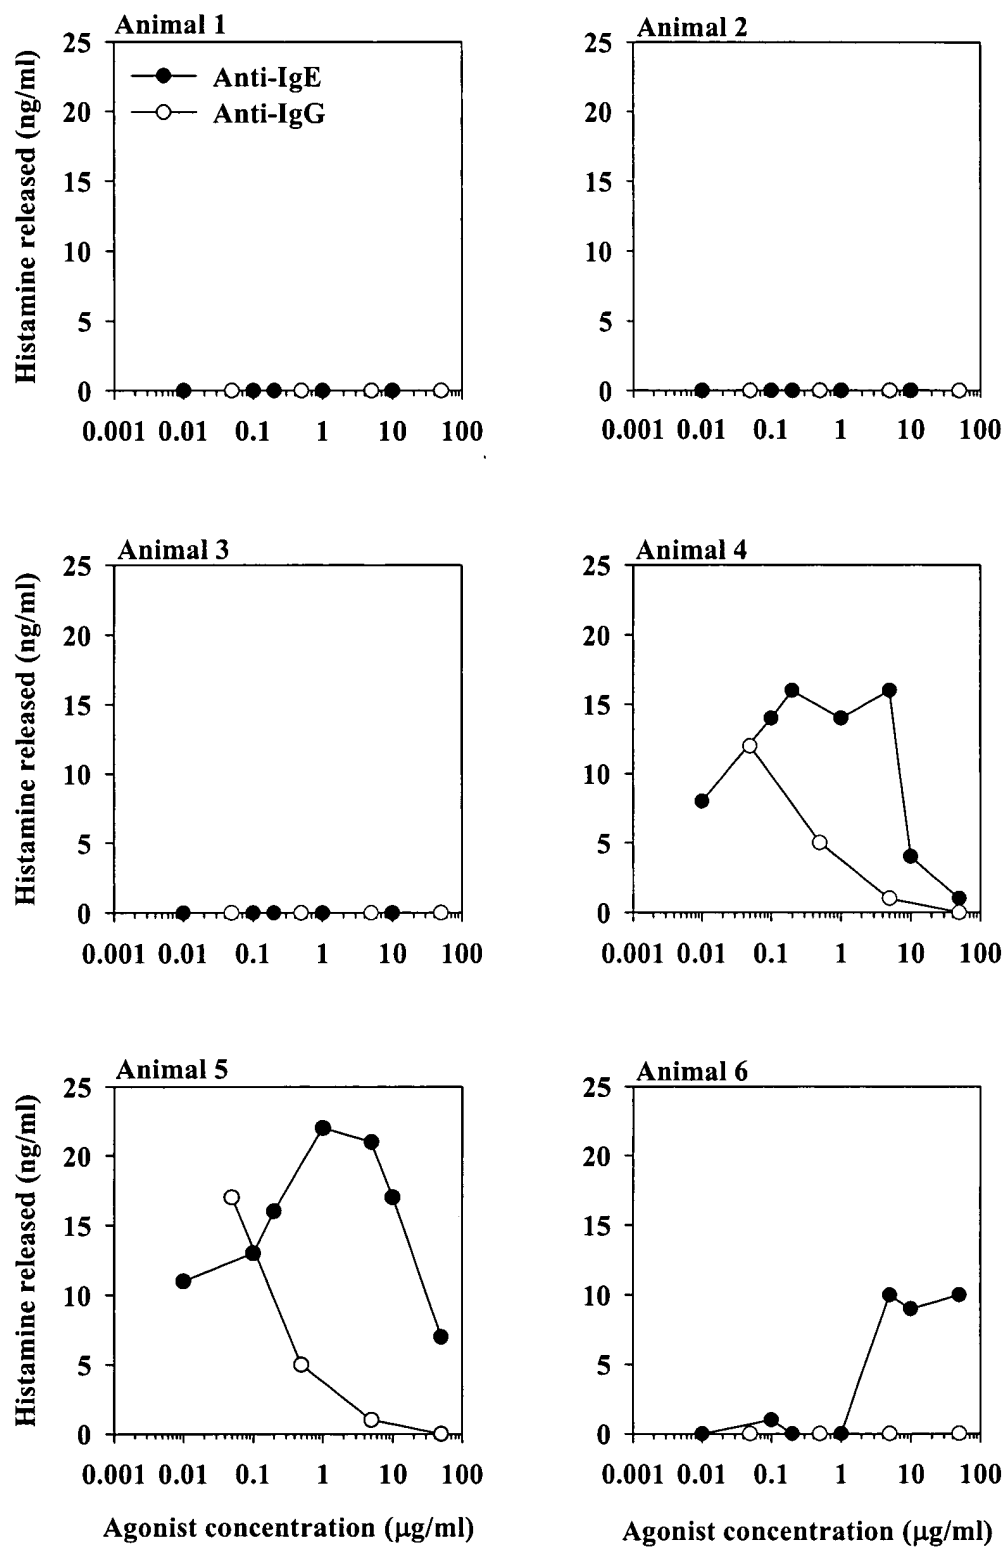 Animal 1
Histamine released (ng/ml)
25
20
15
10
5
0
Anti-IgE
Anti-IgG
0.001 0.01 0.1 1 10 100
Animal 2
25
20
15
10
5
0
0.001 0.01 0.1 1 10 100
Animal 3
Histamine released (ng/ml)
25
20
15
10
5
0
0.001 0.01 0.1 1 10 100
Animal 4
25
20
15
10
5
0
0.001 0.01 0.1 1 10 100
Animal 5
Histamine released (ng/ml)
25
20
15
10
5
0
0.001 0.01 0.1 1 10 100
Agonist concentration (μg/ml)
Animal 6
25
20
15
10
5
0
0.001 0.01 0.1 1 10 100
Agonist concentration (μg/ml)